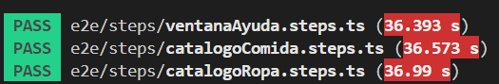 PASS e2e/steps/ventanaAyuda.steps.ts (36.393 s)
PASS e2e/steps/catalogoComida.steps.ts (36.573 s)
PASS e2e/steps/catalogoRopa.steps.ts (36.99 s)